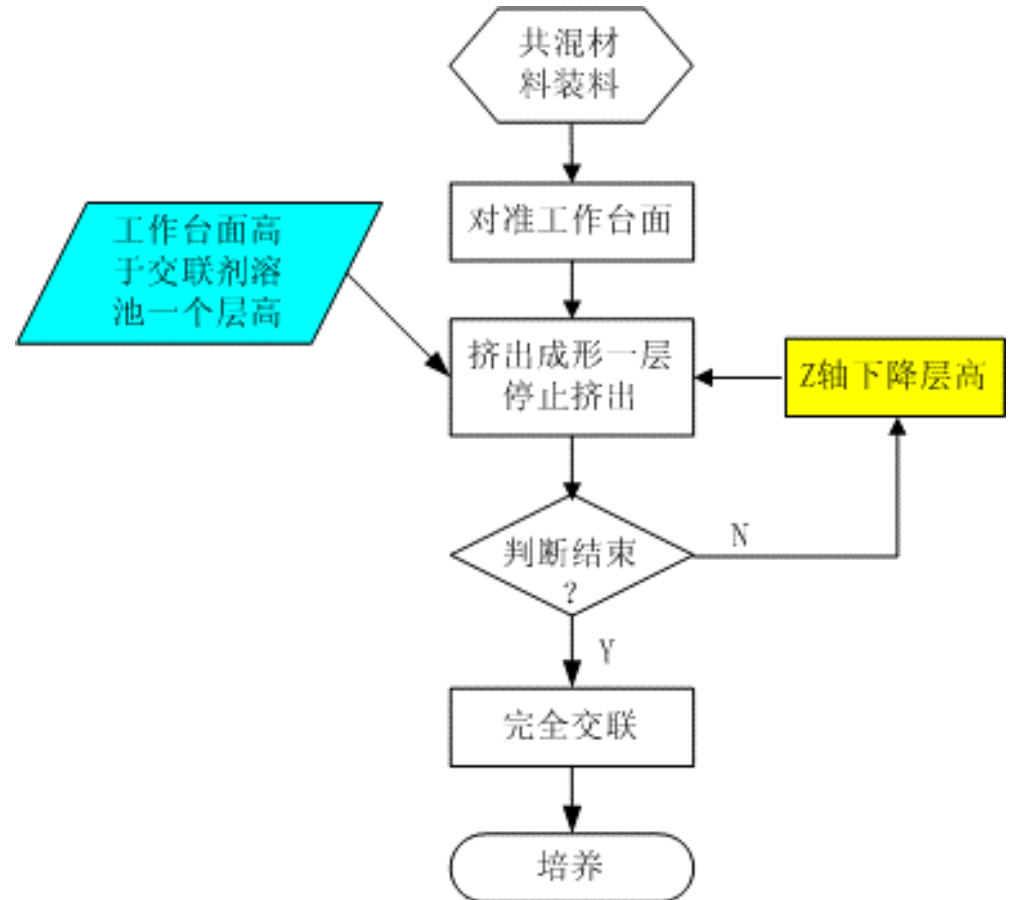 共混材
料装料
对准工作台面
工作台面高
于交联剂溶
池一个层高
挤出成形一层
停止挤出
Z轴下降层高
判断结束
?
N
Y
完全交联
培养